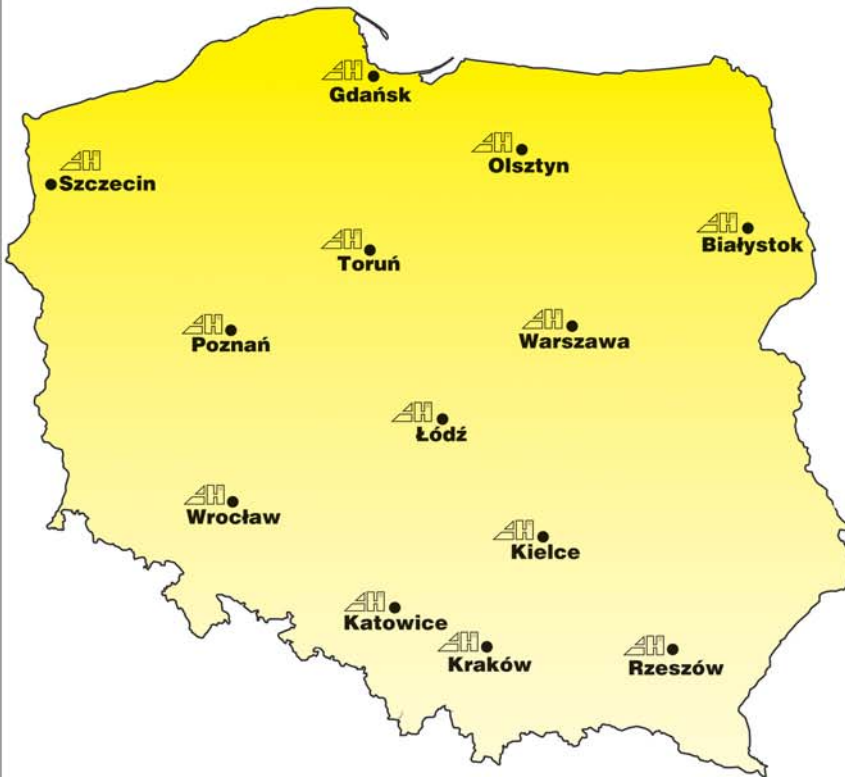 Gdańsk
Olsztyn
Szczecin
Białystok
Toruń
Warszawa
Poznań
Łódź
Wrocław
Kielce
Katowice
Kraków
Rzeszów